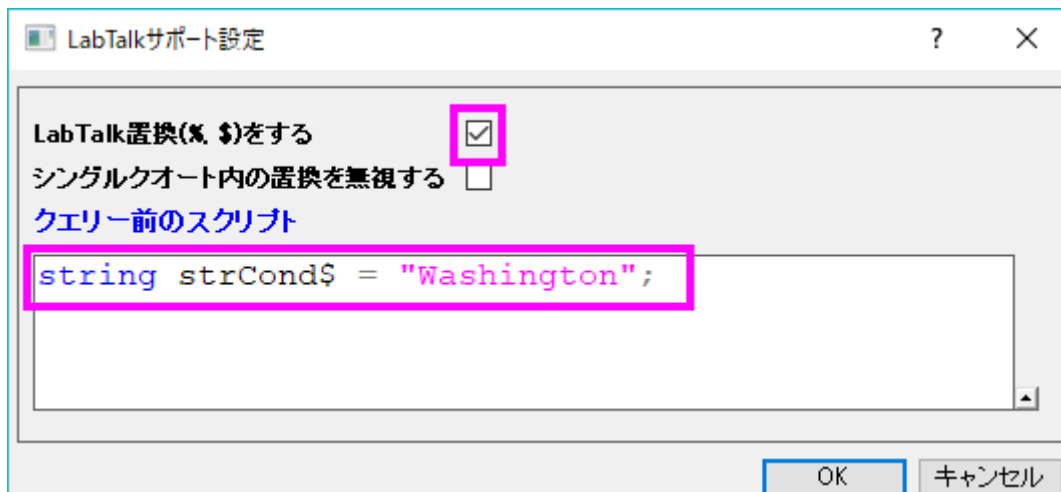 LabTalkサポート設定 ?
LabTalk置換(%, $)をする
シングルクオート内の置換を無視する
クエリー前のスクリプト
string strCond$ = "Washington";
OK キャンセル